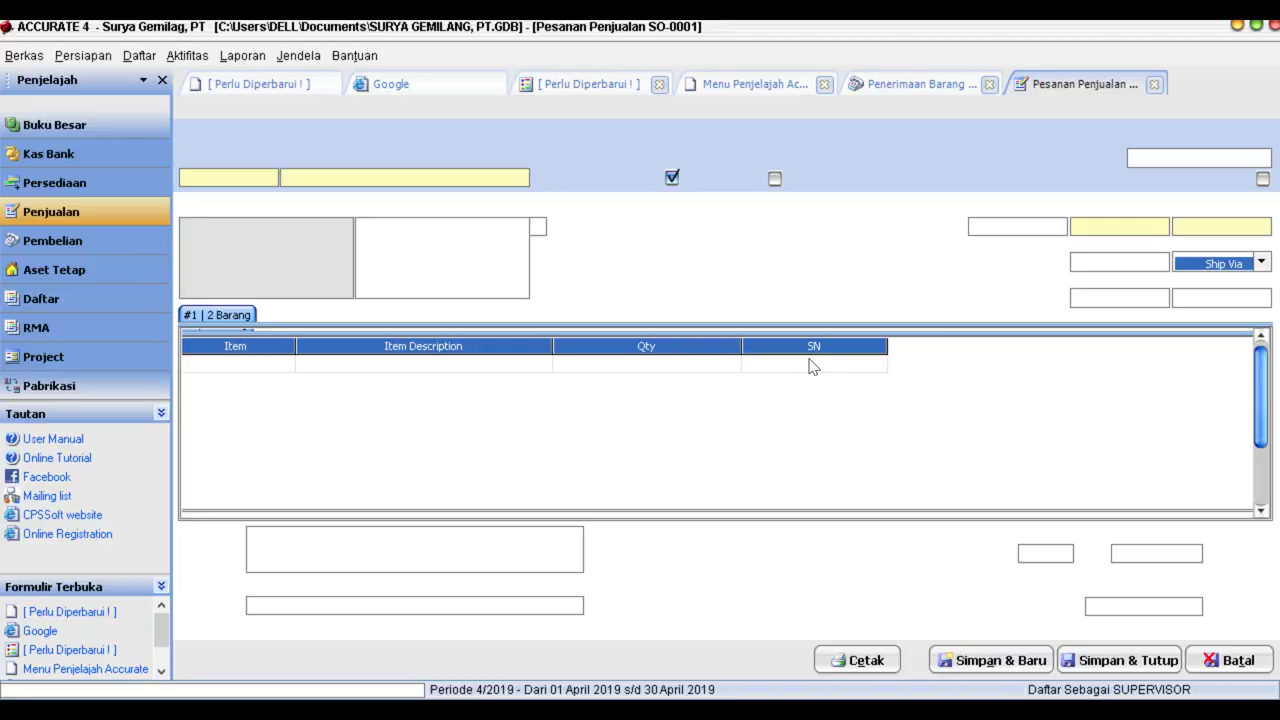 ACCURATE 4 - Surya Gemilag, PT [C:\Users\DELL\Documents\SURYA GEMILANG, PT.GDB] - [Pesanan Penjualan SO-0001]
Berkas Persiapan Daftar Aktifitas Laporan Jendela Bantuan
Penjelajah
[ Perlu Diperbarui ! ] Google [ Perlu Diperbarui ! ] Menu Penjelajah Ac... Penerimaan Barang ... Pesanan Penjualan ...
Buku Besar
Kas Bank
Persediaan
Penjualan
Pembelian
Aset Tetap
Daftar
RMA
Project
Pabrikasi
Tautan
User Manual
Online Tutorial
Facebook
Mailing list
CPSSoft website
Online Registration
Formulir Terbuka
[ Perlu Diperbarui ! ]
Google
[ Perlu Diperbarui ! ]
Menu Penjelajah Accurate
Ship Via
#1 | 2 Barang
Item Item Description Qty SN
Cetak Simpan & Baru Simpan & Tutup Batal
Periode 4/2019 - Dari 01 April 2019 s/d 30 April 2019
Daftar Sebagai SUPERVISOR